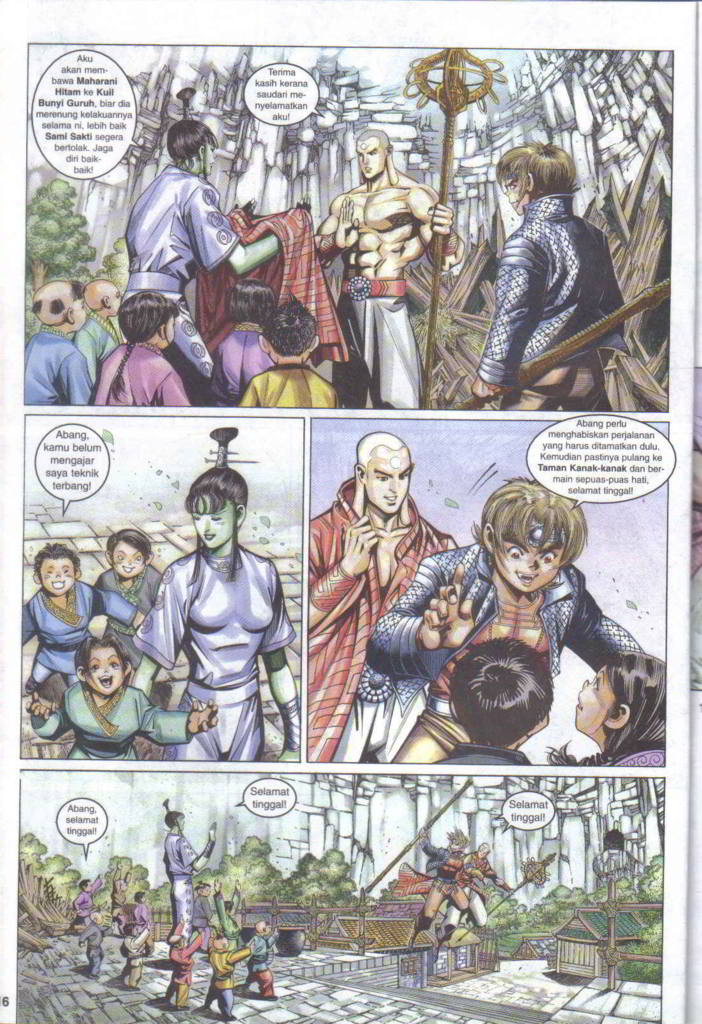 Aku
akan mem-
bawa Maharani
Hitam ke Kuil
Bunyi Guruh, biar dia
merenung kelakuannya
selama ni, lebih baik
Sami Sakti segera
bertolak. Jaga
diri baik-
baik!
Terima
kasih kerana
saudari me-
nyelamatkan
aku!
Abang,
kamu belum
mengajar
saya teknik
terbang!
Abang perlu
menghabiskan perjalanan
yang harus ditamatkan dulu.
Kemudian pastinya pulang ke
Taman Kanak-kanak dan ber-
main sepuas-puas hati,
selamat tinggal!
Abang,
selamat
tinggal!
Selamat
tinggal!
Selamat
tinggal!
6